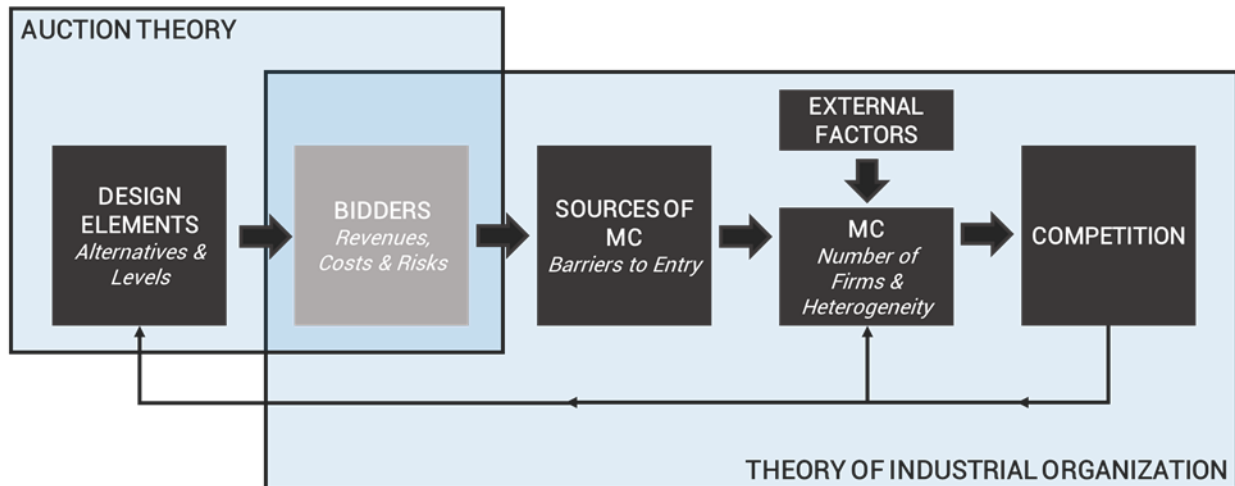 AUCTION THEORY
DESIGN
ELEMENTS
Alternatives &
Levels
BIDDERS
Revenues,
Costs & Risks
SOURCES OF
MC
Barriers to Entry
EXTERNAL
FACTORS
MC
Number of
Firms &
Heterogeneity
COMPETITION
THEORY OF INDUSTRIAL ORGANIZATION